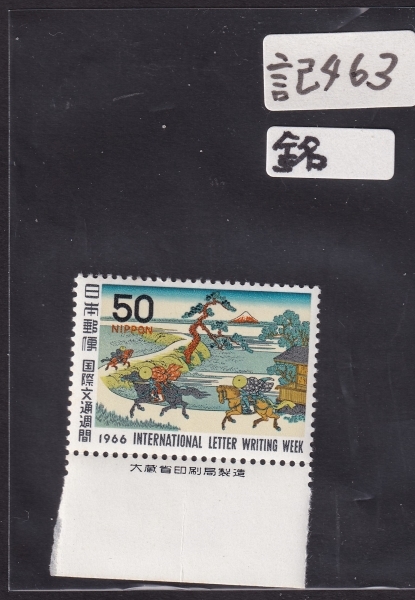 記463
銘
50
NIPPON
日本郵便
国際文通週間
1966 INTERNATIONAL LETTER WRITING WEEK
大蔵省印刷局製造